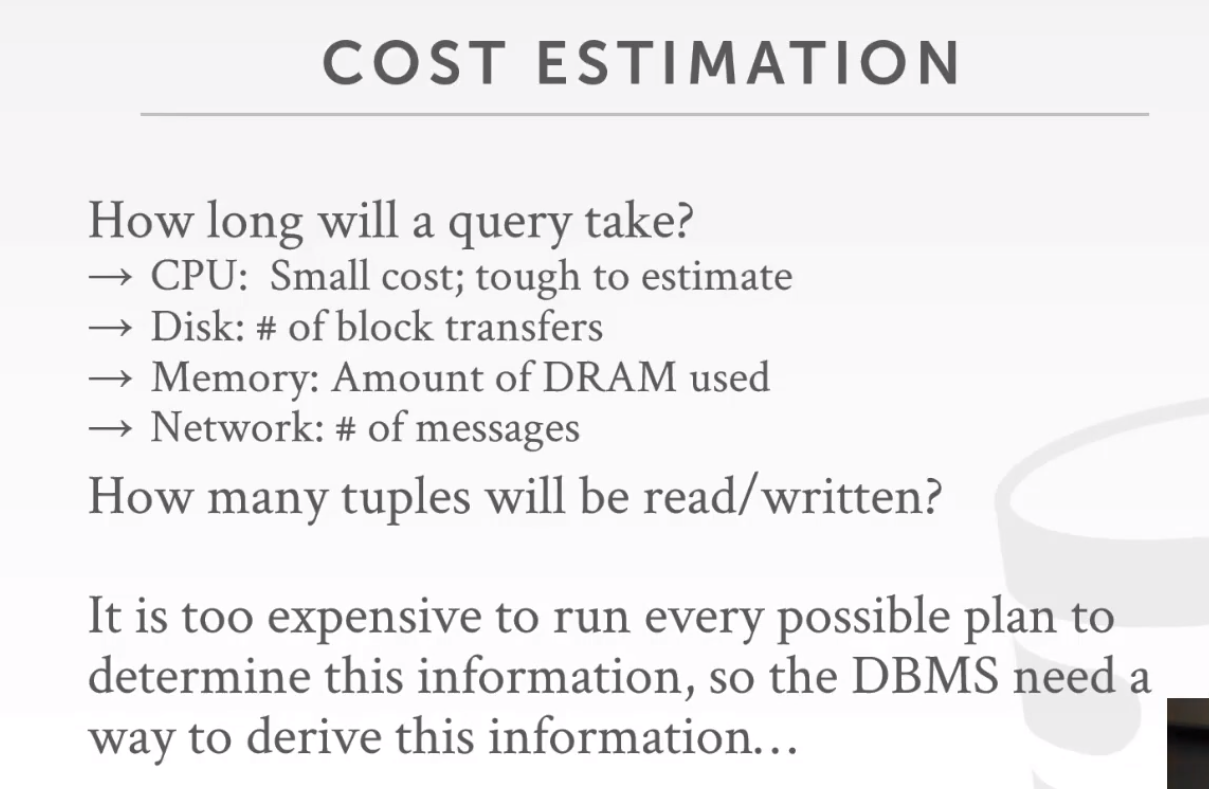 COST ESTIMATION
How long will a query take?
→ CPU: Small cost; tough to estimate
→ Disk: # of block transfers
→ Memory: Amount of DRAM used
→ Network: # of messages
How many tuples will be read/written?
It is too expensive to run every possible plan to
determine this information, so the DBMS need a
way to derive this information…